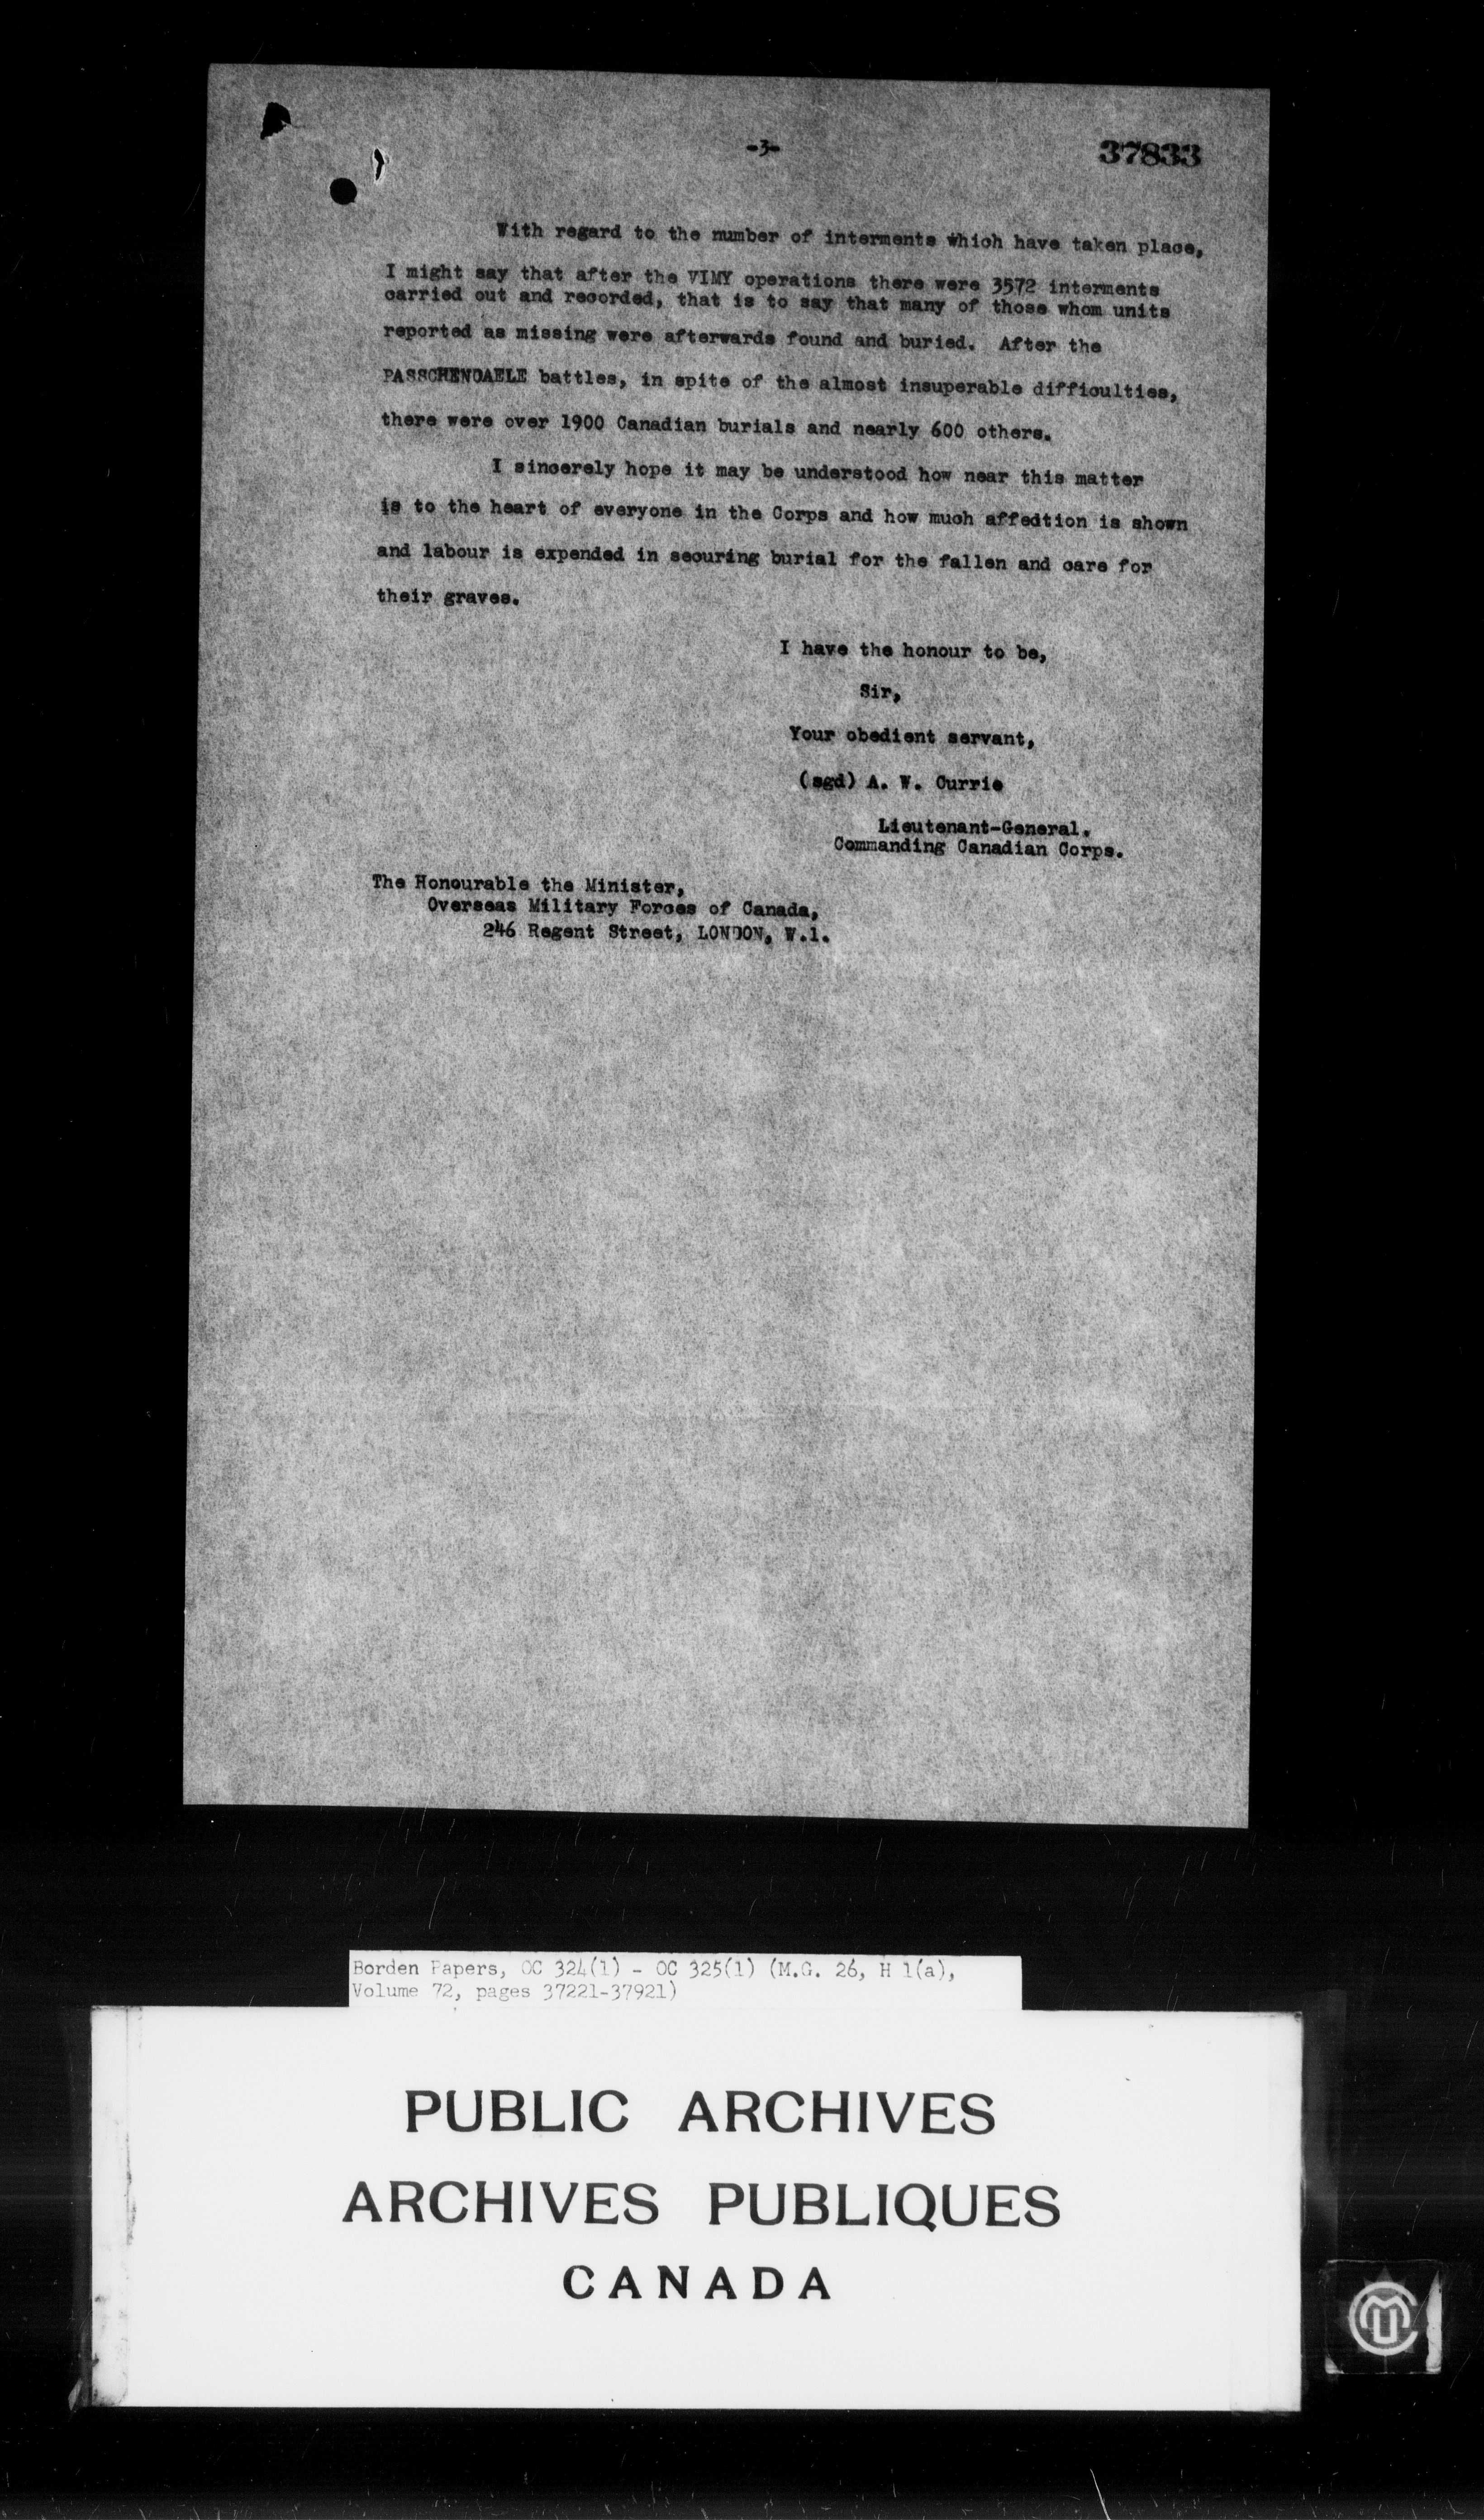 -3-
37833
With regard to the number of interments which have taken place,
I might say that after the VIMY operations there were 3572 interments
carried out and recorded, that is to say that many of those whom units
reported as missing were afterwards found and buried. After the
PASSCHENDAELE battles, in spite of the almost insuperable difficulties,
there were over 1900 Canadian burials and nearly 600 others.
I sincerely hope it may be understood how near this matter
is to the heart of everyone in the Corps and how much affedtion is shown
and labour is expended in securing burial for the fallen and care for
their graves.
I have the honour to be,
Sir,
Your obedient servant,
(sgd) A. W. Currie
Lieutenant-General.
Commanding Canadian Corps.
The Honourable the Minister,
Overseas Military Forces of Canada,
246 Regent Street, LONDON, W.1.
Borden Papers, OC 324(1) - OC 325(1) (M.G. 26, H 1(a),
Volume 72, pages 37221-37921)
PUBLIC ARCHIVES
ARCHIVES PUBLIQUES
CANADA